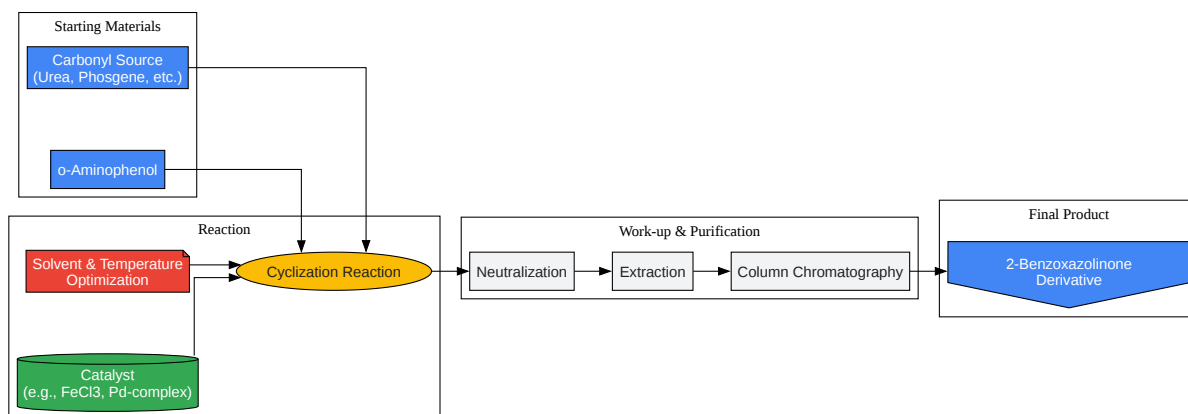 Starting Materials
Carbonyl Source
(Urea, Phosgene, etc.)
o-Aminophenol
Reaction
Solvent & Temperature
Optimization
Cyclization Reaction
Catalyst
(e.g., FeCl3, Pd-complex)
Work-up & Purification
Neutralization
Extraction
Column Chromatography
Final Product
2-Benzoxazolinone
Derivative